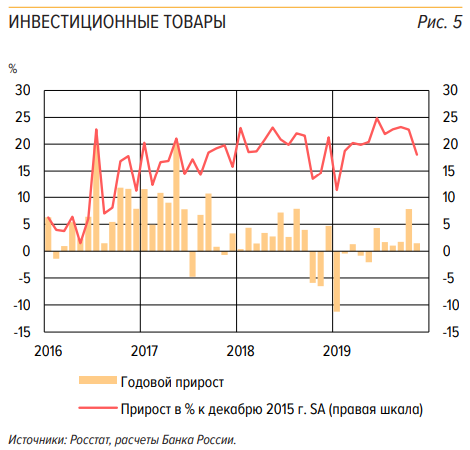 ИНВЕСТИЦИОННЫЕ ТОВАРЫ Рис. 5
% %
30 30
25 25
20 20
15 15
10 10
5 5
0 0
-5 -5
-10 -10
-15 -15
2016 2017 2018 2019
Годовой прирост
Прирост в % к декабрю 2015 г. SA (правая шкала)
Источники: Росстат, расчеты Банка России.